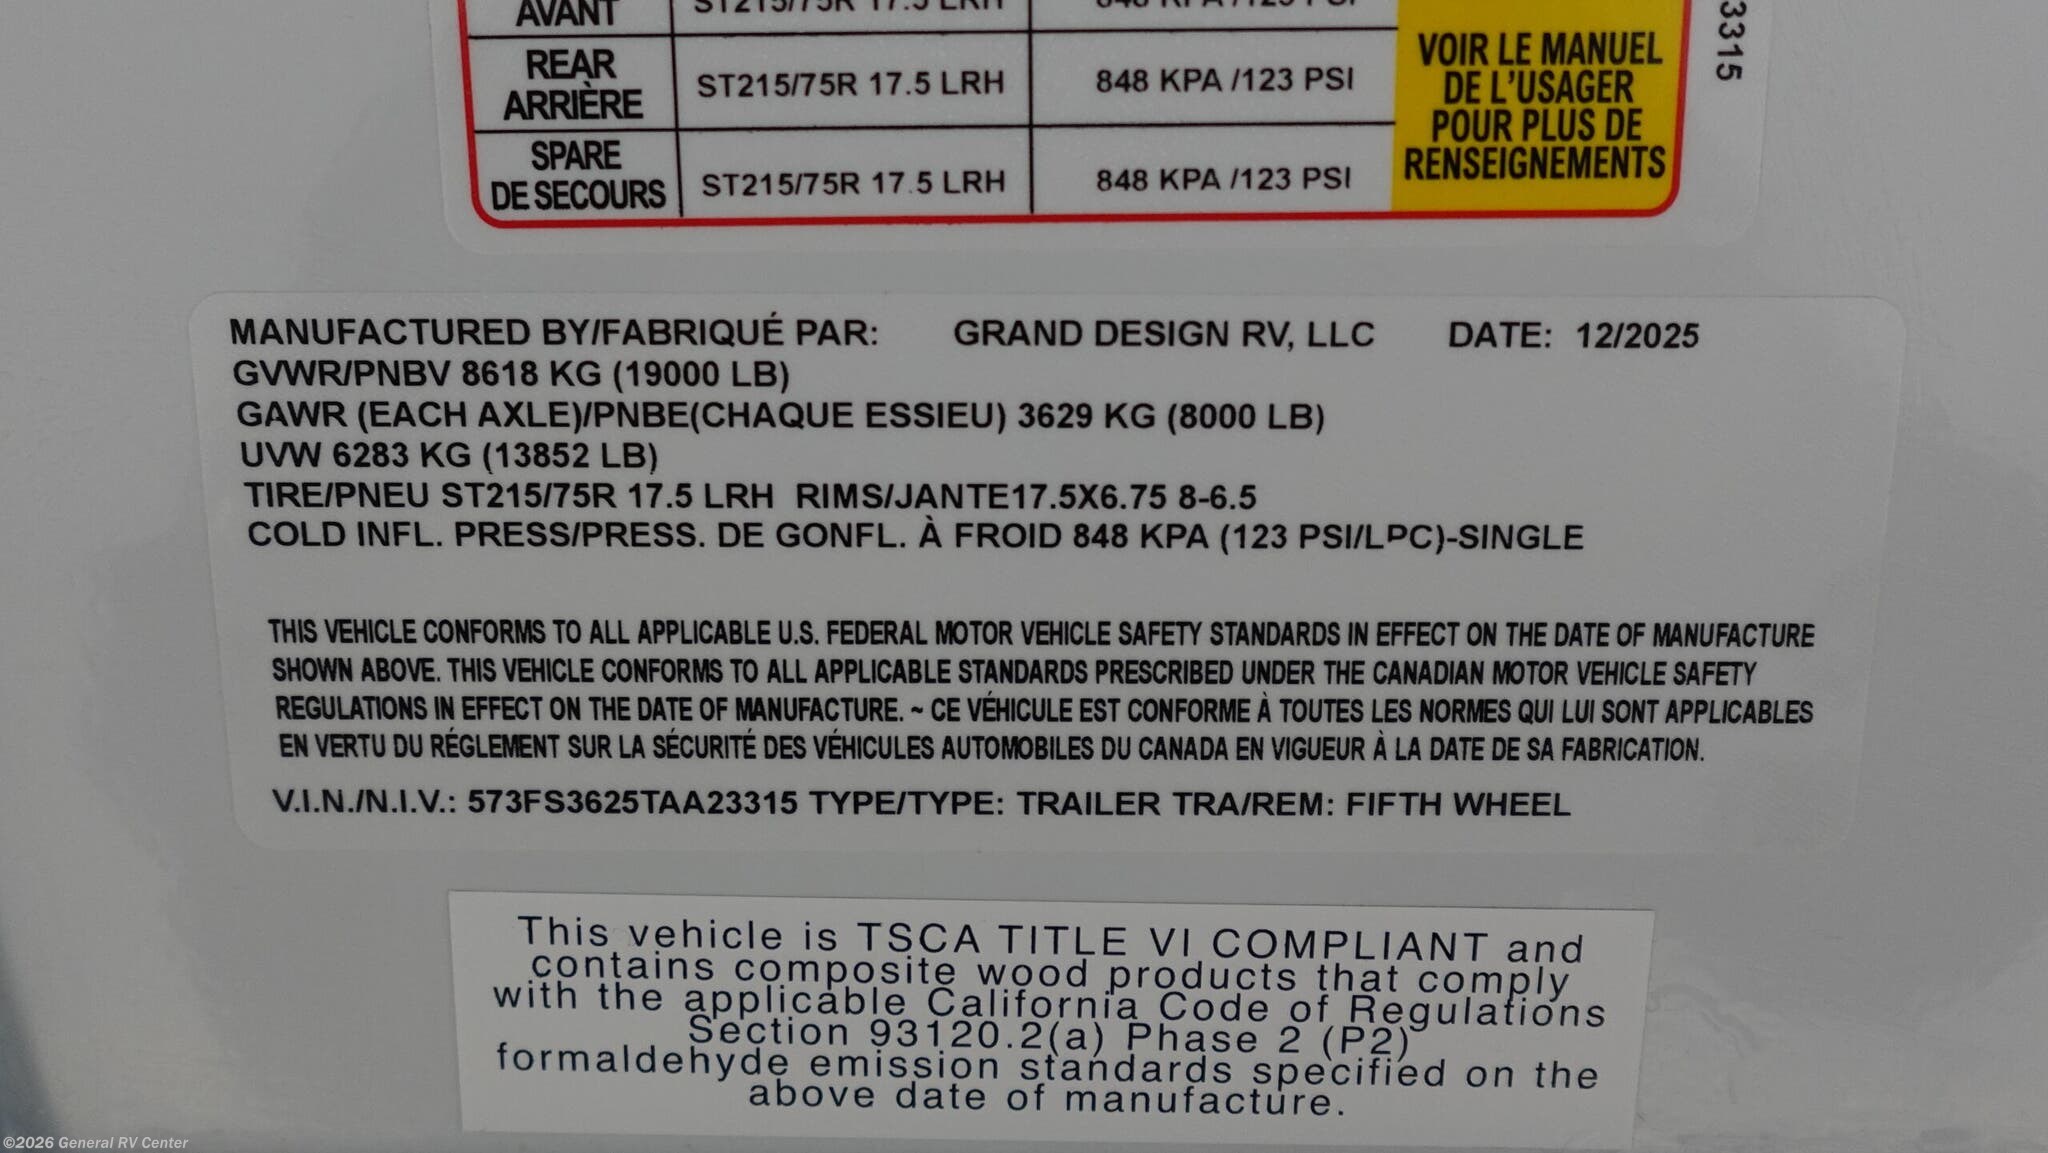 AVANT ST215/75R 17.5 LRH 848 KPA /123 PSI
REAR
ARRIÈRE
ST215/75R 17.5 LRH 848 KPA /123 PSI
SPARE
DE SECOURS
ST215/75R 17.5 LRH 848 KPA /123 PSI
VOIR LE MANUEL
DE L'USAGER
POUR PLUS DE
RENSEIGNEMENTS
3315
MANUFACTURED BY/FABRIQUÉ PAR: GRAND DESIGN RV, LLC DATE: 12/2025
GVWR/PNBV 8618 KG (19000 LB)
GAWR (EACH AXLE)/PNBE(CHAQUE ESSIEU) 3629 KG (8000 LB)
UVW 6283 KG (13852 LB)
TIRE/PNEU ST215/75R 17.5 LRH RIMS/JANTE17.5X6.75 8-6.5
COLD INFL. PRESS/PRESS. DE GONFL. À FROID 848 KPA (123 PSI/LPC)-SINGLE
THIS VEHICLE CONFORMS TO ALL APPLICABLE U.S. FEDERAL MOTOR VEHICLE SAFETY STANDARDS IN EFFECT ON THE DATE OF MANUFACTURE
SHOWN ABOVE. THIS VEHICLE CONFORMS TO ALL APPLICABLE STANDARDS PRESCRIBED UNDER THE CANADIAN MOTOR VEHICLE SAFETY
REGULATIONS IN EFFECT ON THE DATE OF MANUFACTURE. ~ CE VÉHICULE EST CONFORME À TOUTES LES NORMES QUI LUI SONT APPLICABLES
EN VERTU DU RÉGLEMENT SUR LA SÉCURITÉ DES VÉHICULES AUTOMOBILES DU CANADA EN VIGUEUR À LA DATE DE SA FABRICATION.
V.I.N./N.I.V.: 573FS3625TAA23315 TYPE/TYPE: TRAILER TRA/REM: FIFTH WHEEL
This vehicle is TSCA TITLE VI COMPLIANT and
contains composite wood products that comply
with the applicable California Code of Regulations
Section 93120.2(a) Phase 2 (P2)
formaldehyde emission standards specified on the
above date of manufacture.
©2026 General RV Center